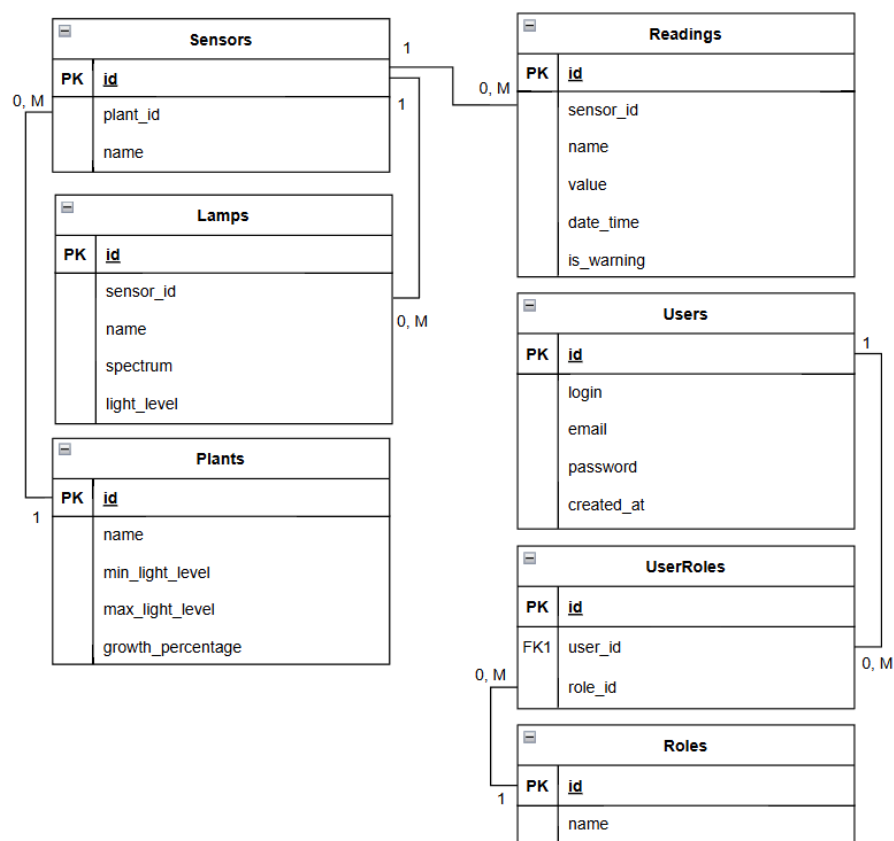 Sensors
PK id
plant_id
name
1
1
0, M
0, M
Readings
PK id
sensor_id
name
value
date_time
is_warning
Lamps
PK id
sensor_id
name
spectrum
light_level
0, M
Plants
PK id
name
min_light_level
max_light_level
growth_percentage
1
Users
PK id
login
email
password
created_at
1
UserRoles
PK id
FK1 user_id
role_id
0, M
0, M
Roles
PK id
name
1